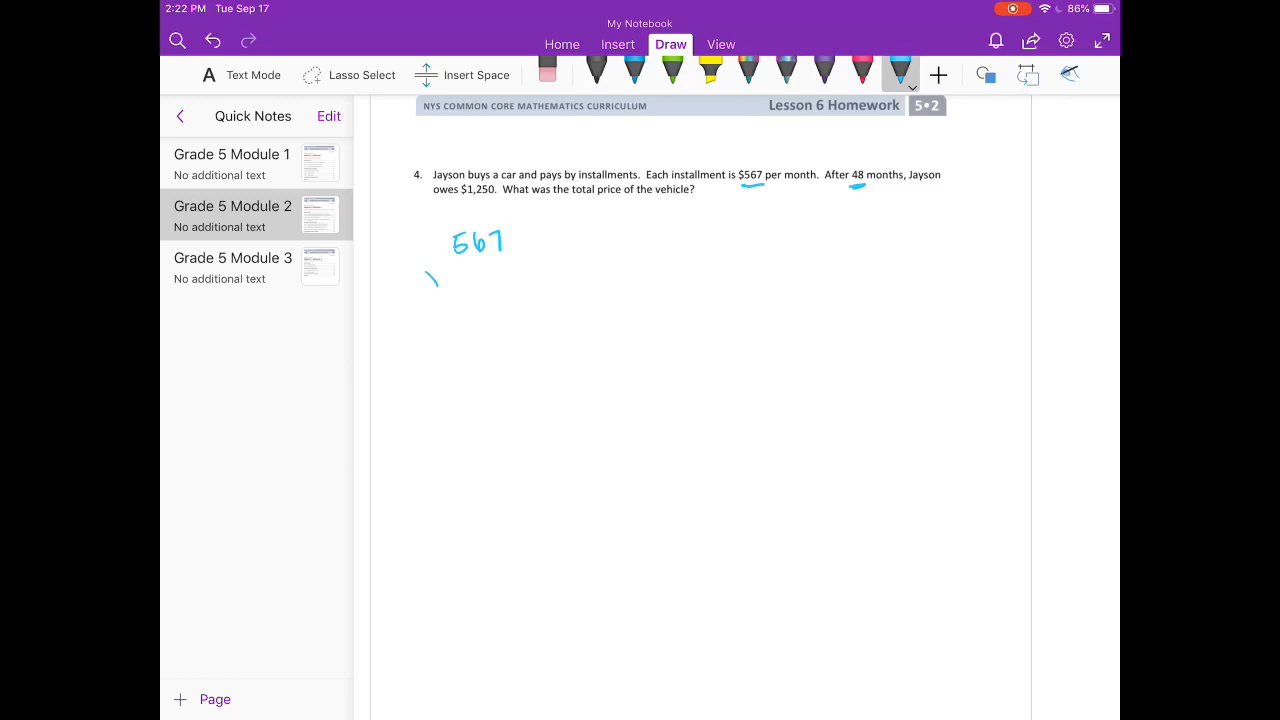 2:22 PM Tue Sep 17
86%
My Notebook
Home Insert Draw View
A Text Mode Lasso Select Insert Space
Quick Notes Edit
Grade 5 Module 1
No additional text
Grade 5 Module 2
No additional text
Grade 5 Module 3
No additional text
+ Page
NYS COMMON CORE MATHEMATICS CURRICULUM Lesson 6 Homework 5•2
4. Jayson buys a car and pays by installments. Each installment is $567 per month. After 48 months, Jayson
owes $1,250. What was the total price of the vehicle?
567